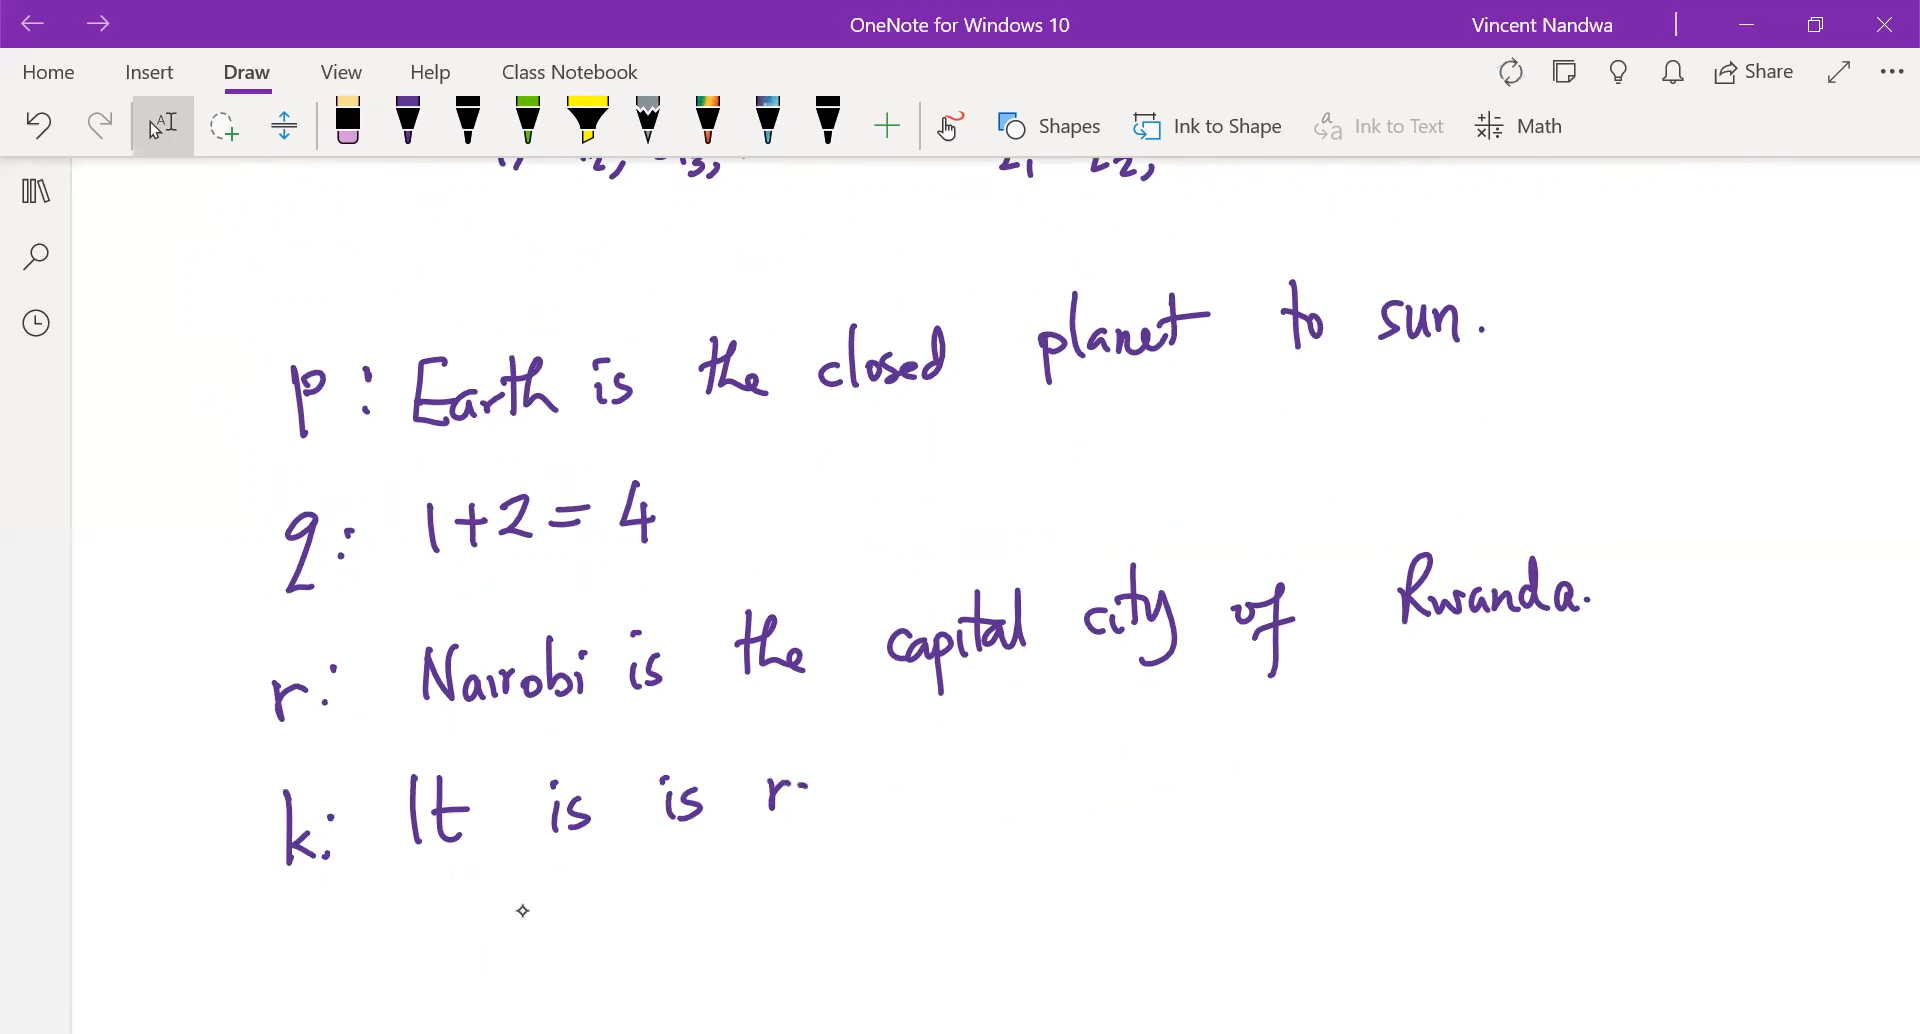 OneNote for Windows 10
Vincent Nandwa
Home Insert Draw View Help Class Notebook Share
Shapes Ink to Shape Ink to Text Math
p: Earth is the closed planet to sun.
q: 1+2=4
r: Nairobi is the capital city of Rwanda.
k: It is is r